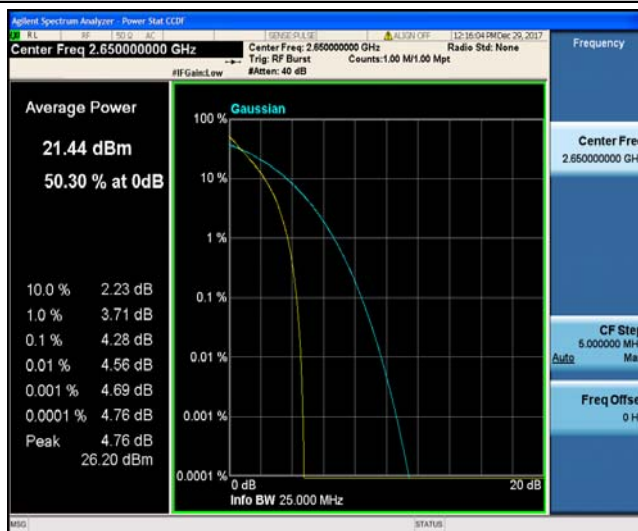 Agilent Spectrum Analyzer - Power Stat CCDF
RL RF 50 Ω AC SENSE:PULSE ALIGN OFF 12:16:04 PM Dec 29, 2017
Center Freq 2.650000000 GHz
Center Freq: 2.650000000 GHz Radio Std: None
Trig: RF Burst Counts:1.00 M/1.00 Mpt
#IFGain:Low #Atten: 40 dB
Frequency
Average Power
21.44 dBm
50.30 % at 0dB
10.0 % 2.23 dB
1.0 % 3.71 dB
0.1 % 4.28 dB
0.01 % 4.56 dB
0.001 % 4.69 dB
0.0001 % 4.76 dB
Peak 4.76 dB
26.20 dBm
Gaussian
100 %
10 %
1 %
0.1 %
0.01 %
0.001 %
0.0001 %
0 dB 20 dB
Info BW 25.000 MHz
Center Fre
2.650000000 GH
CF Ste
5.000000 MH
Auto Ma
Freq Offse
0 H
MSG STATUS